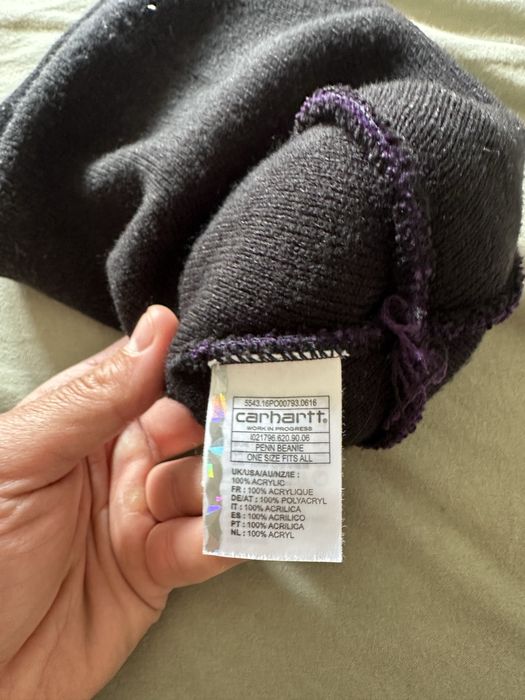 5543.16PO00793.0616
carhartt.
WORK IN PROGRESS
I021796.620.90.06
PENN BEANIE
ONE SIZE FITS ALL
UK/USA/AU/NZ/IE :
100% ACRYLIC
FR : 100% ACRYLIQUE
DE/AT : 100% POLYACRYL
IT : 100% ACRILICA
ES : 100% ACRILICO
PT : 100% ACRILICA
NL : 100% ACRYL